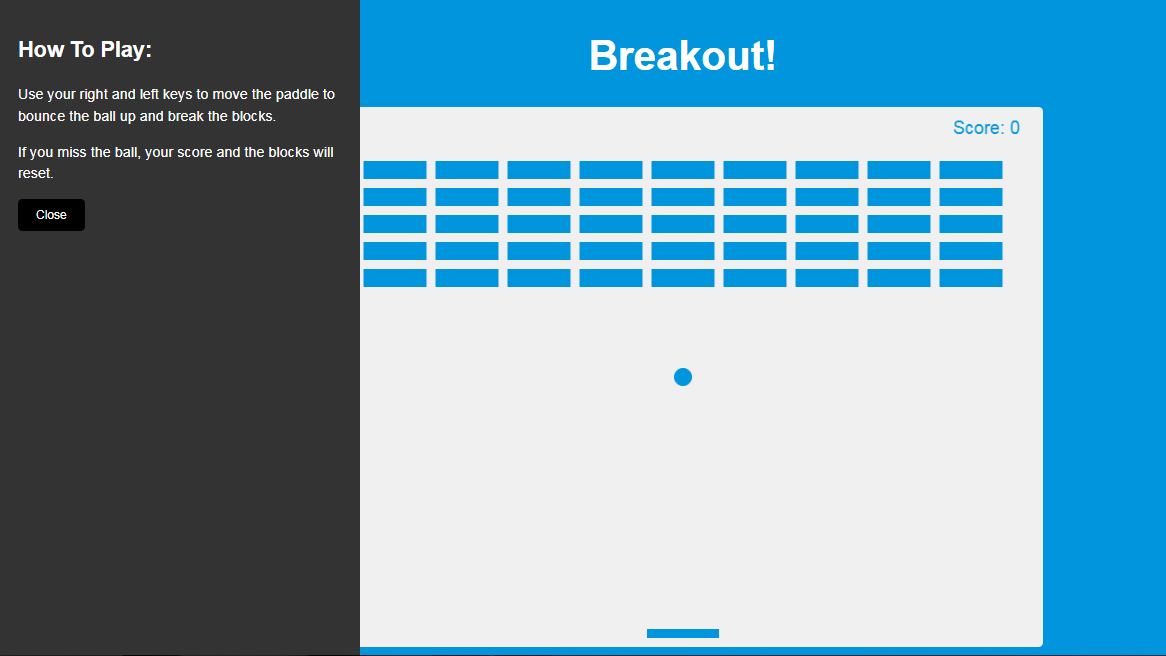 How To Play:
Use your right and left keys to move the paddle to
bounce the ball up and break the blocks.
If you miss the ball, your score and the blocks will
reset.
Close
Breakout!
Score: 0